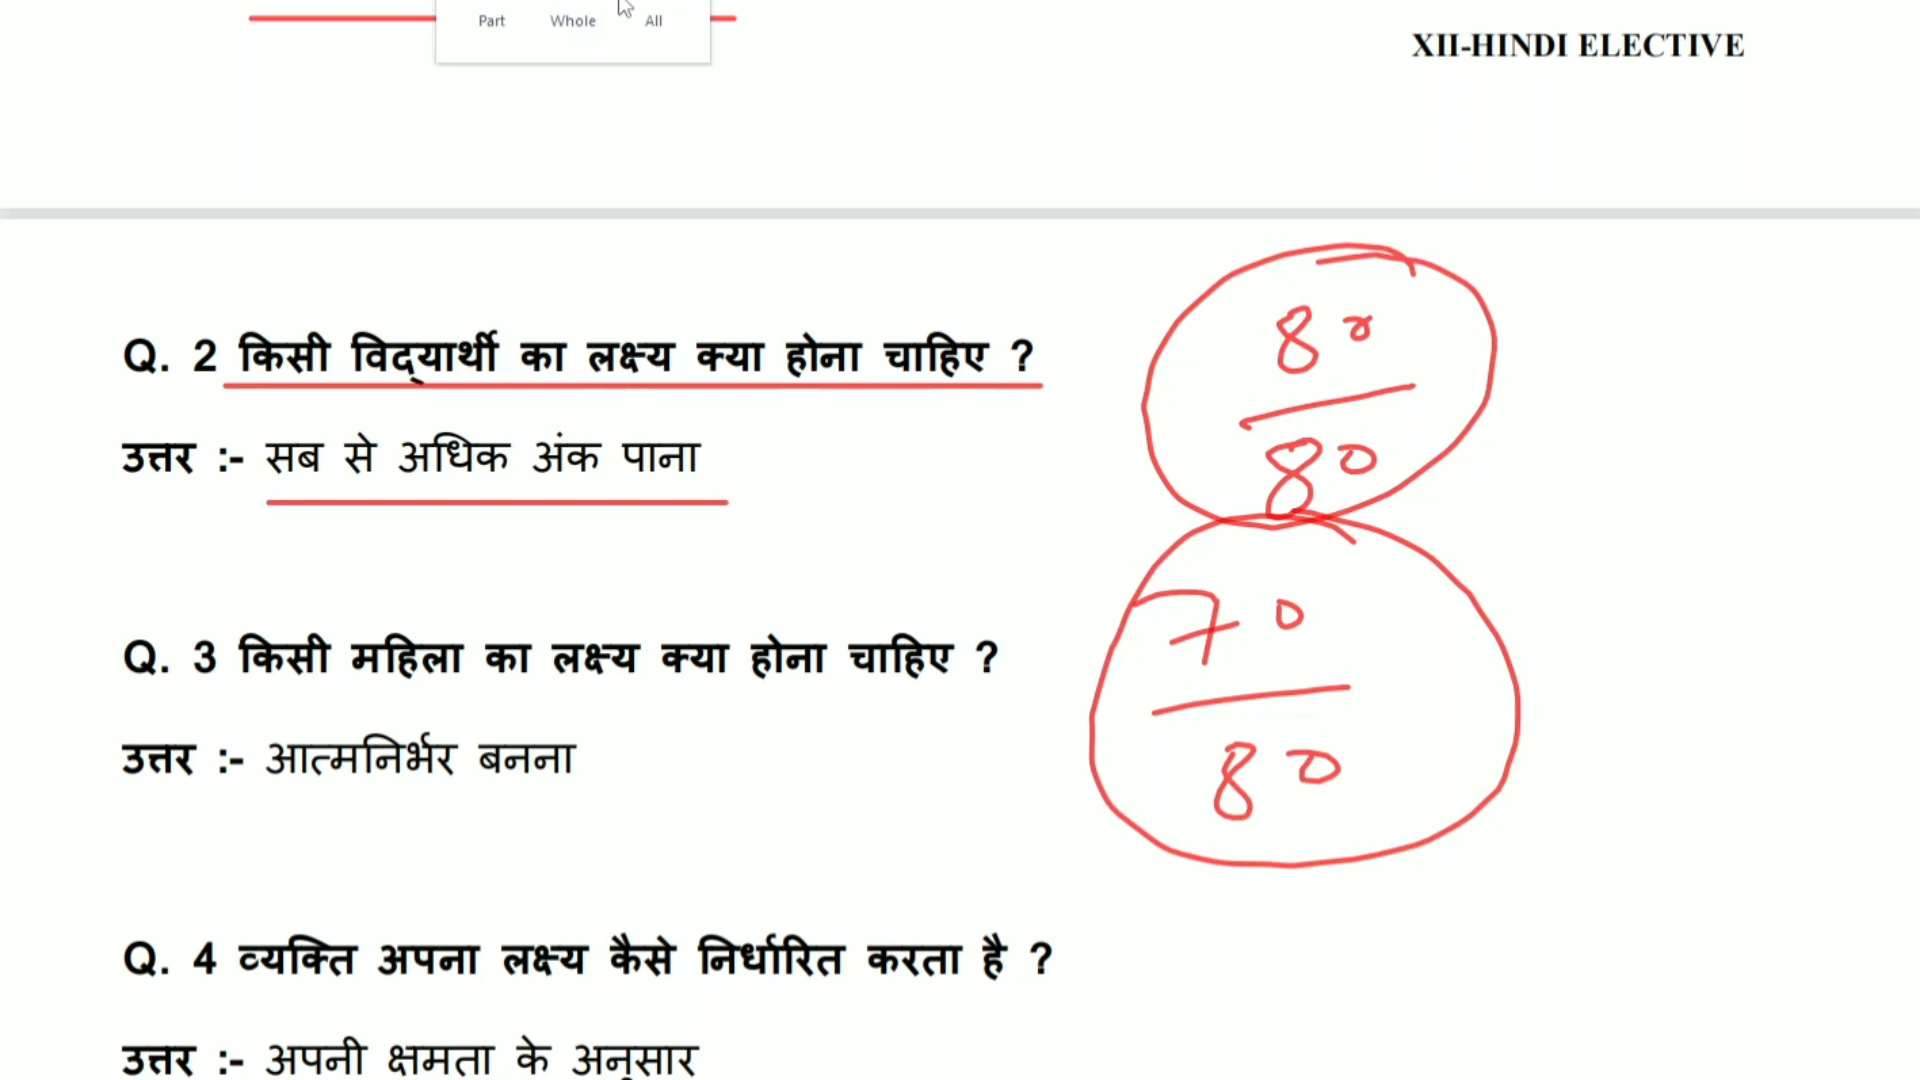 Part Whole All
XII-HINDI ELECTIVE
Q. 2 किसी विद्यार्थी का लक्ष्य क्या होना चाहिए ?
उत्तर :- सब से अधिक अंक पाना
80
80
Q. 3 किसी महिला का लक्ष्य क्या होना चाहिए ?
उत्तर :- आत्मनिर्भर बनना
70
80
Q. 4 व्यक्ति अपना लक्ष्य कैसे निर्धारित करता है ?
उत्तर :- अपनी क्षमता के अनुसार